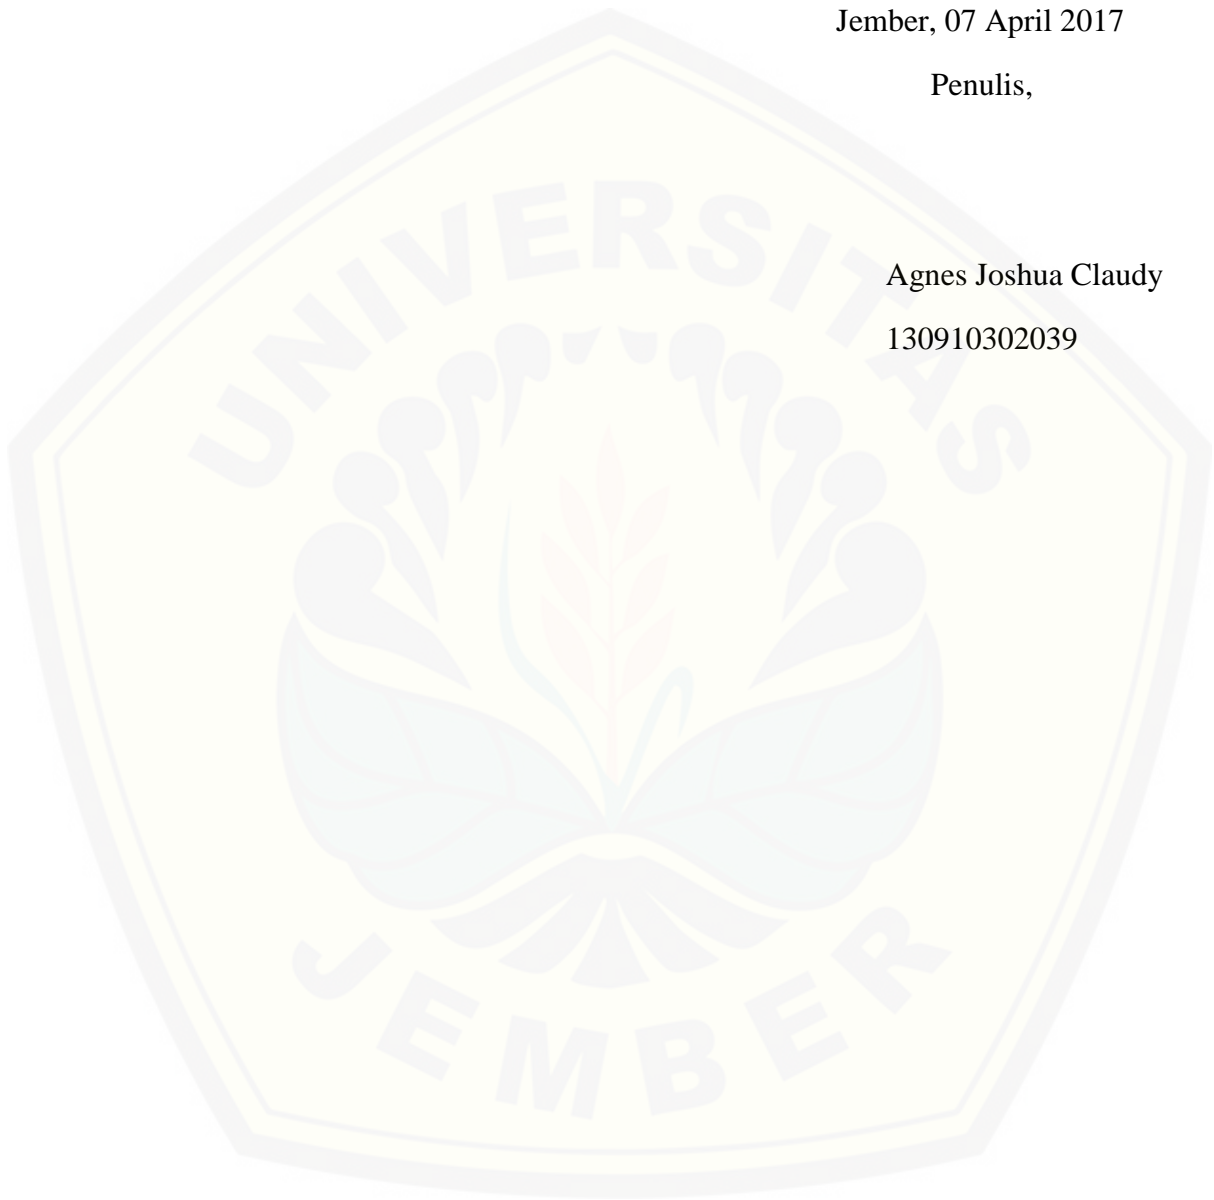 Jember, 07 April 2017
Penulis,
Agnes Joshua Claudy
130910302039
UNIVERSITAS
JEMBER